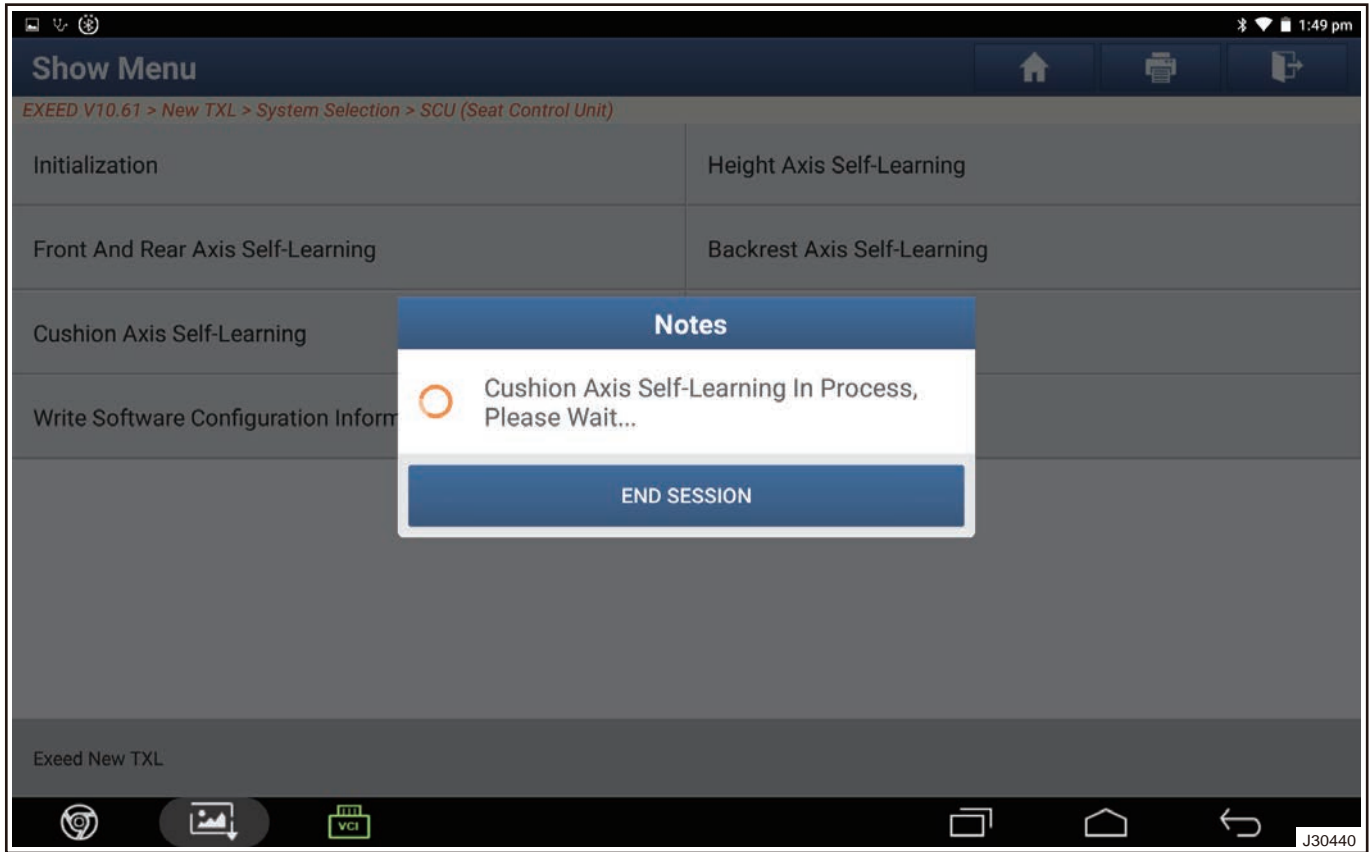 1:49 pm
Show Menu
EXEED V10.61 > New TXL > System Selection > SCU (Seat Control Unit)
Initialization
Height Axis Self-Learning
Front And Rear Axis Self-Learning
Backrest Axis Self-Learning
Cushion Axis Self-Learning
Notes
Cushion Axis Self-Learning In Process,
Please Wait...
Write Software Configuration Inform
END SESSION
Exeed New TXL
VCI
J30440